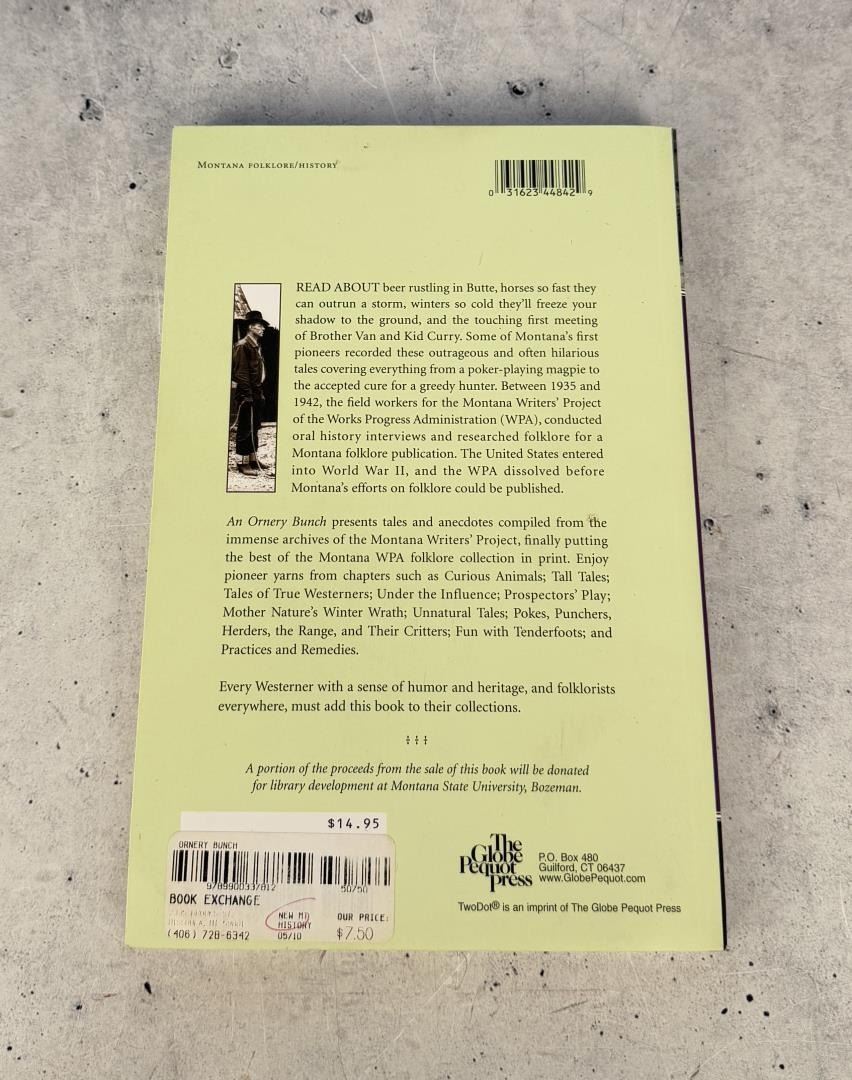 MONTANA FOLKLORE/HISTORY
0 31623 44842 9
READ ABOUT beer rustling in Butte, horses so fast they
can outrun a storm, winters so cold they'll freeze your
shadow to the ground, and the touching first meeting
of Brother Van and Kid Curry. Some of Montana's first
pioneers recorded these outrageous and often hilarious
tales covering everything from a poker-playing magpie to
the accepted cure for a greedy hunter. Between 1935 and
1942, the field workers for the Montana Writers' Project
of the Works Progress Administration (WPA), conducted
oral history interviews and researched folklore for a
Montana folklore publication. The United States entered
into World War II, and the WPA dissolved before
Montana's efforts on folklore could be published.
An Ornery Bunch presents tales and anecdotes compiled from the
immense archives of the Montana Writers' Project, finally putting
the best of the Montana WPA folklore collection in print. Enjoy
pioneer yarns from chapters such as Curious Animals; Tall Tales;
Tales of True Westerners; Under the Influence; Prospectors' Play;
Mother Nature's Winter Wrath; Unnatural Tales; Pokes, Punchers,
Herders, the Range, and Their Critters; Fun with Tenderfoots; and
Practices and Remedies.
Every Westerner with a sense of humor and heritage, and folklorists
everywhere, must add this book to their collections.
A portion of the proceeds from the sale of this book will be donated
for library development at Montana State University, Bozeman.
$14.95
ORNERY BUNCH
50/50
BOOK EXCHANGE
(406) 728-6342
NEW MT
HISTORY
05/10
OUR PRICE:
$7.50
The
Globe
Pequot
Press
P.O. Box 480
Guilford, CT 06437
www.GlobePequot.com
TwoDot® is an imprint of The Globe Pequot Press